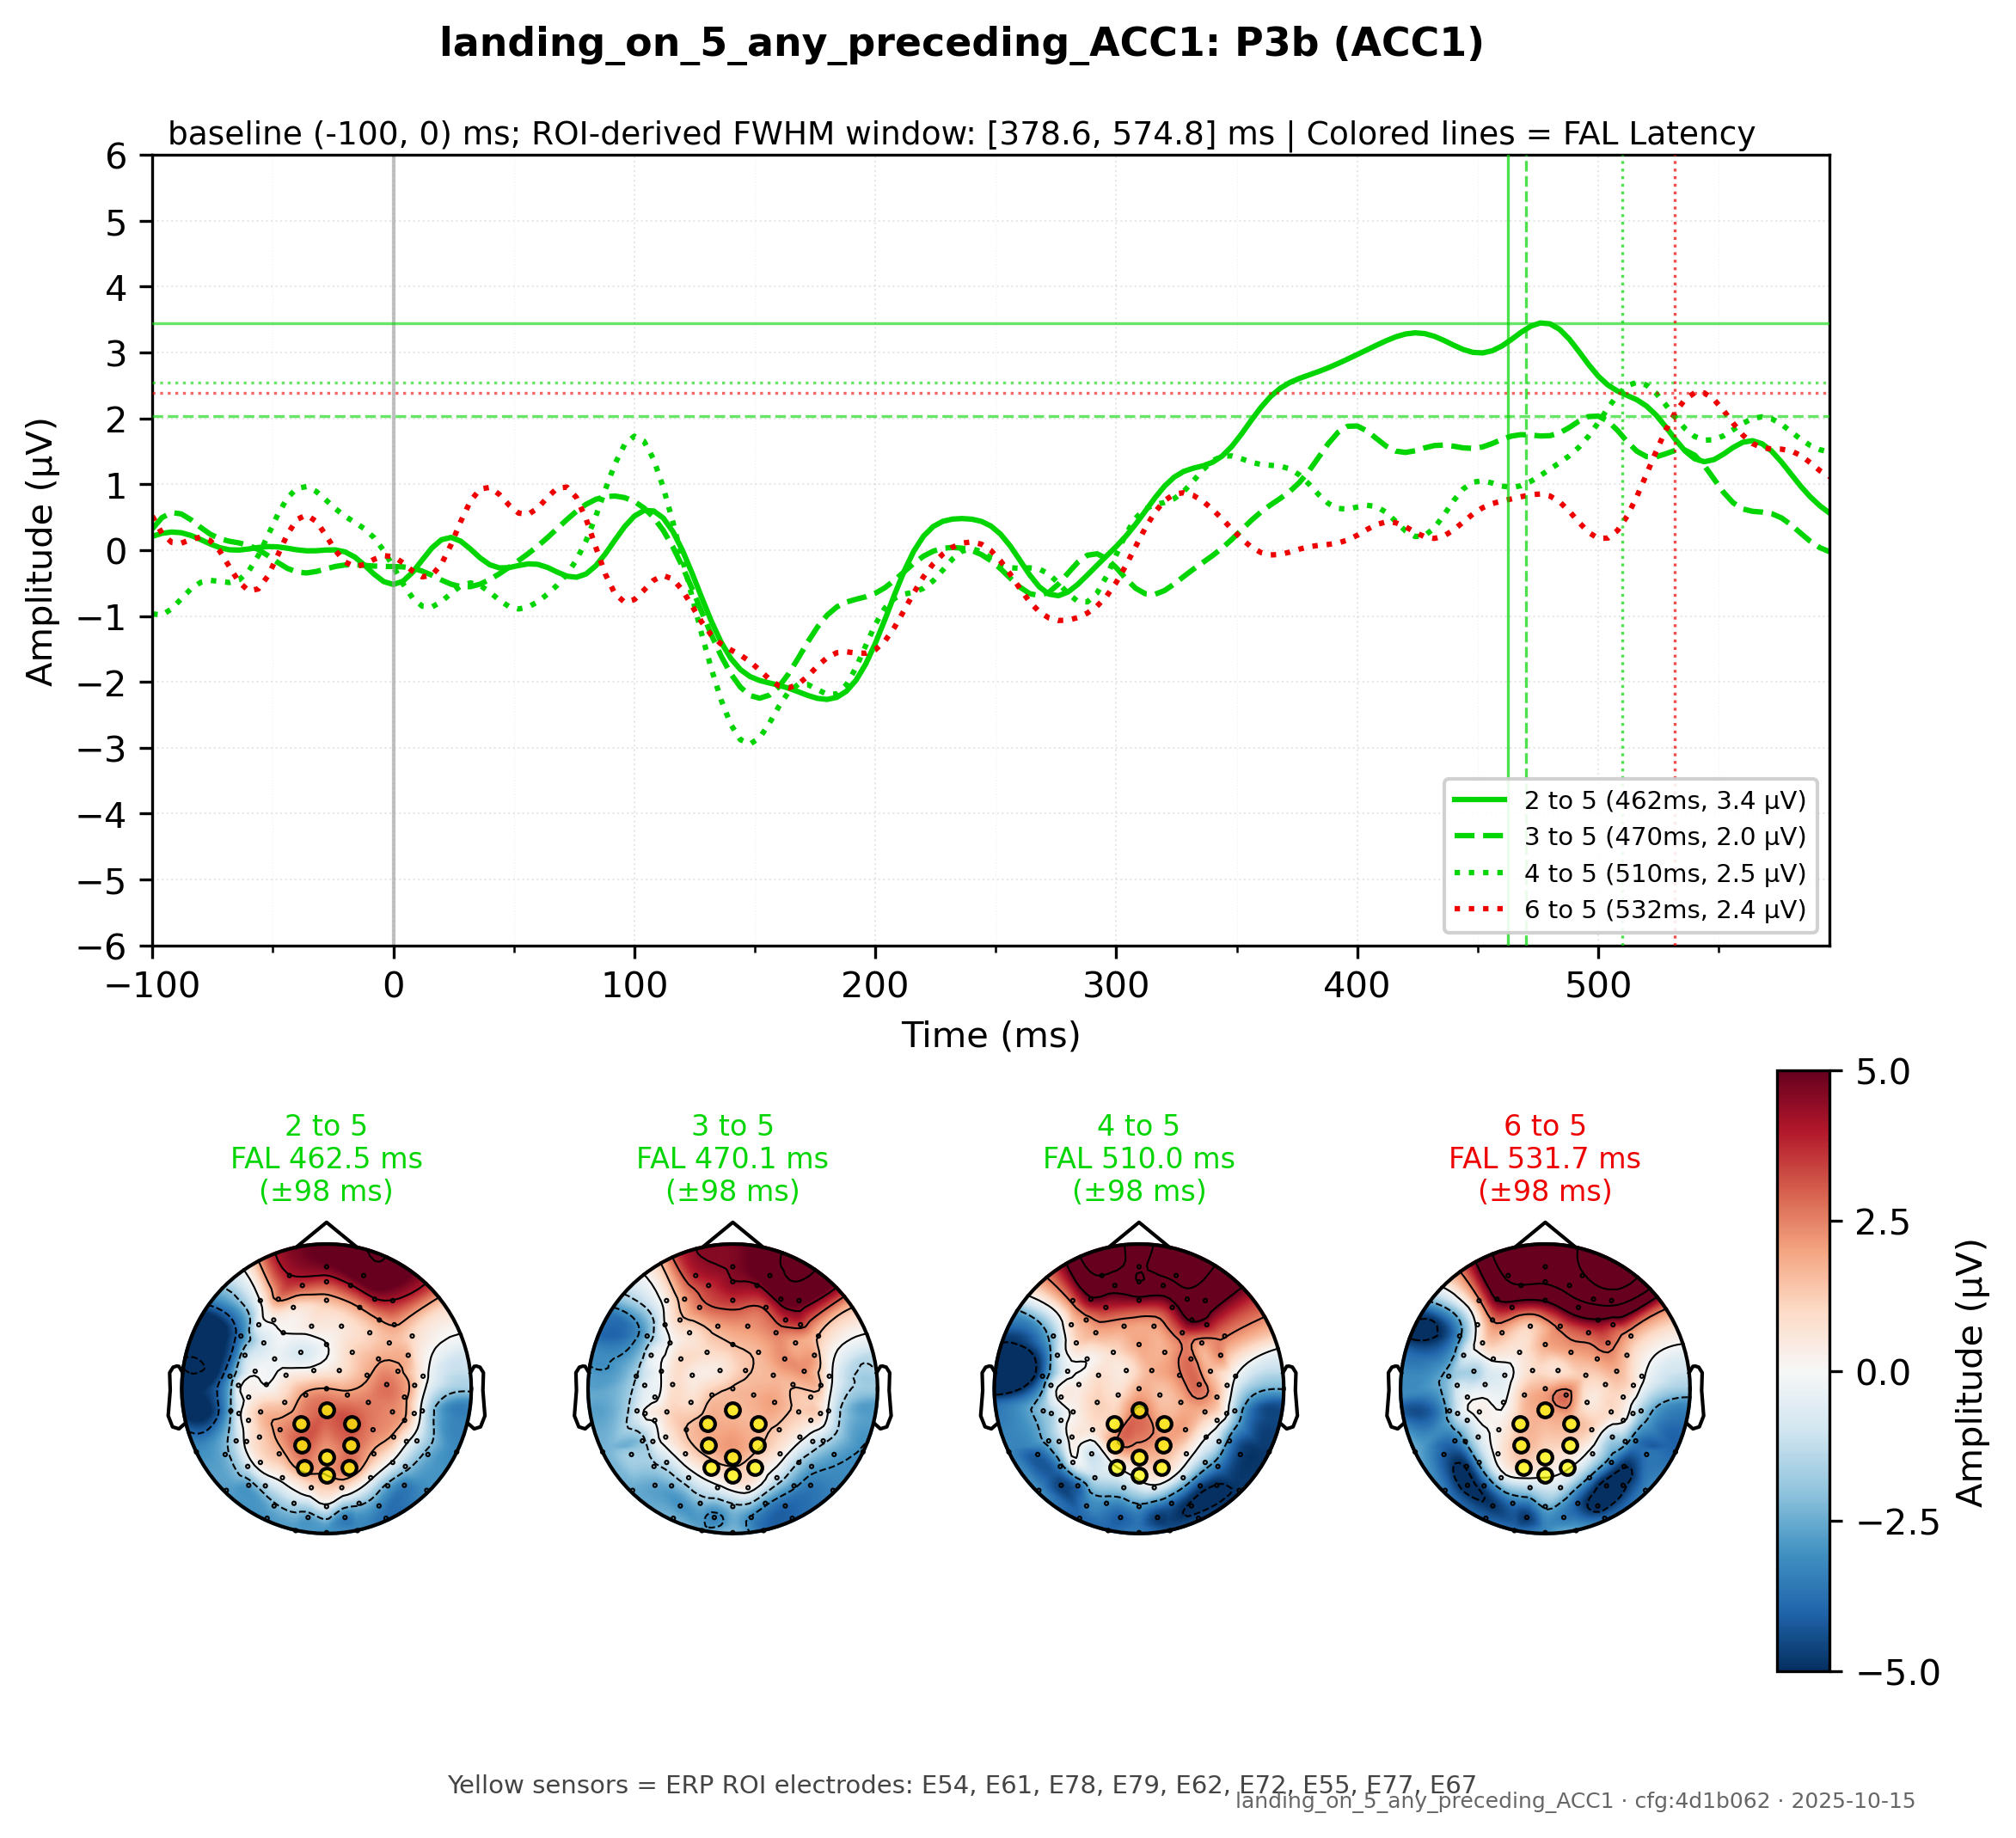 landing_on_5_any_preceding_ACC1: P3b (ACC1)
baseline (-100, 0) ms; ROI-derived FWHM window: [378.6, 574.8] ms | Colored lines = FAL Latency
Amplitude (µV)
6
5
4
3
2
1
0
−1
−2
−3
−4
−5
−6
2 to 5 (462ms, 3.4 µV)
3 to 5 (470ms, 2.0 µV)
4 to 5 (510ms, 2.5 µV)
6 to 5 (532ms, 2.4 µV)
−100 0 100 200 300 400 500
Time (ms)
2 to 5
FAL 462.5 ms
(±98 ms)
3 to 5
FAL 470.1 ms
(±98 ms)
4 to 5
FAL 510.0 ms
(±98 ms)
6 to 5
FAL 531.7 ms
(±98 ms)
5.0
2.5
0.0
−2.5
−5.0
Amplitude (µV)
Yellow sensors = ERP ROI electrodes: E54, E61, E78, E79, E62, E72, E55, E77, E67
landing_on_5_any_preceding_ACC1 · cfg:4d1b062 · 2025-10-15